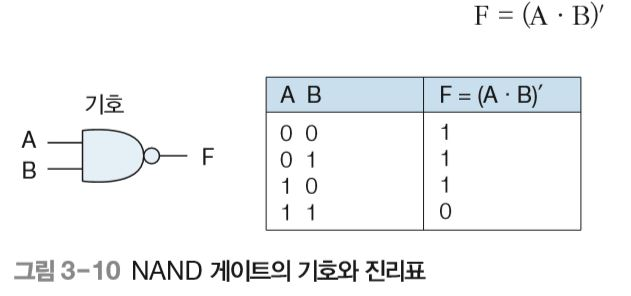 F = (A · B)′
기호
A
B
F
A B F = (A · B)′
0 0 1
0 1 1
1 0 1
1 1 0
그림 3-10 NAND 게이트의 기호와 진리표